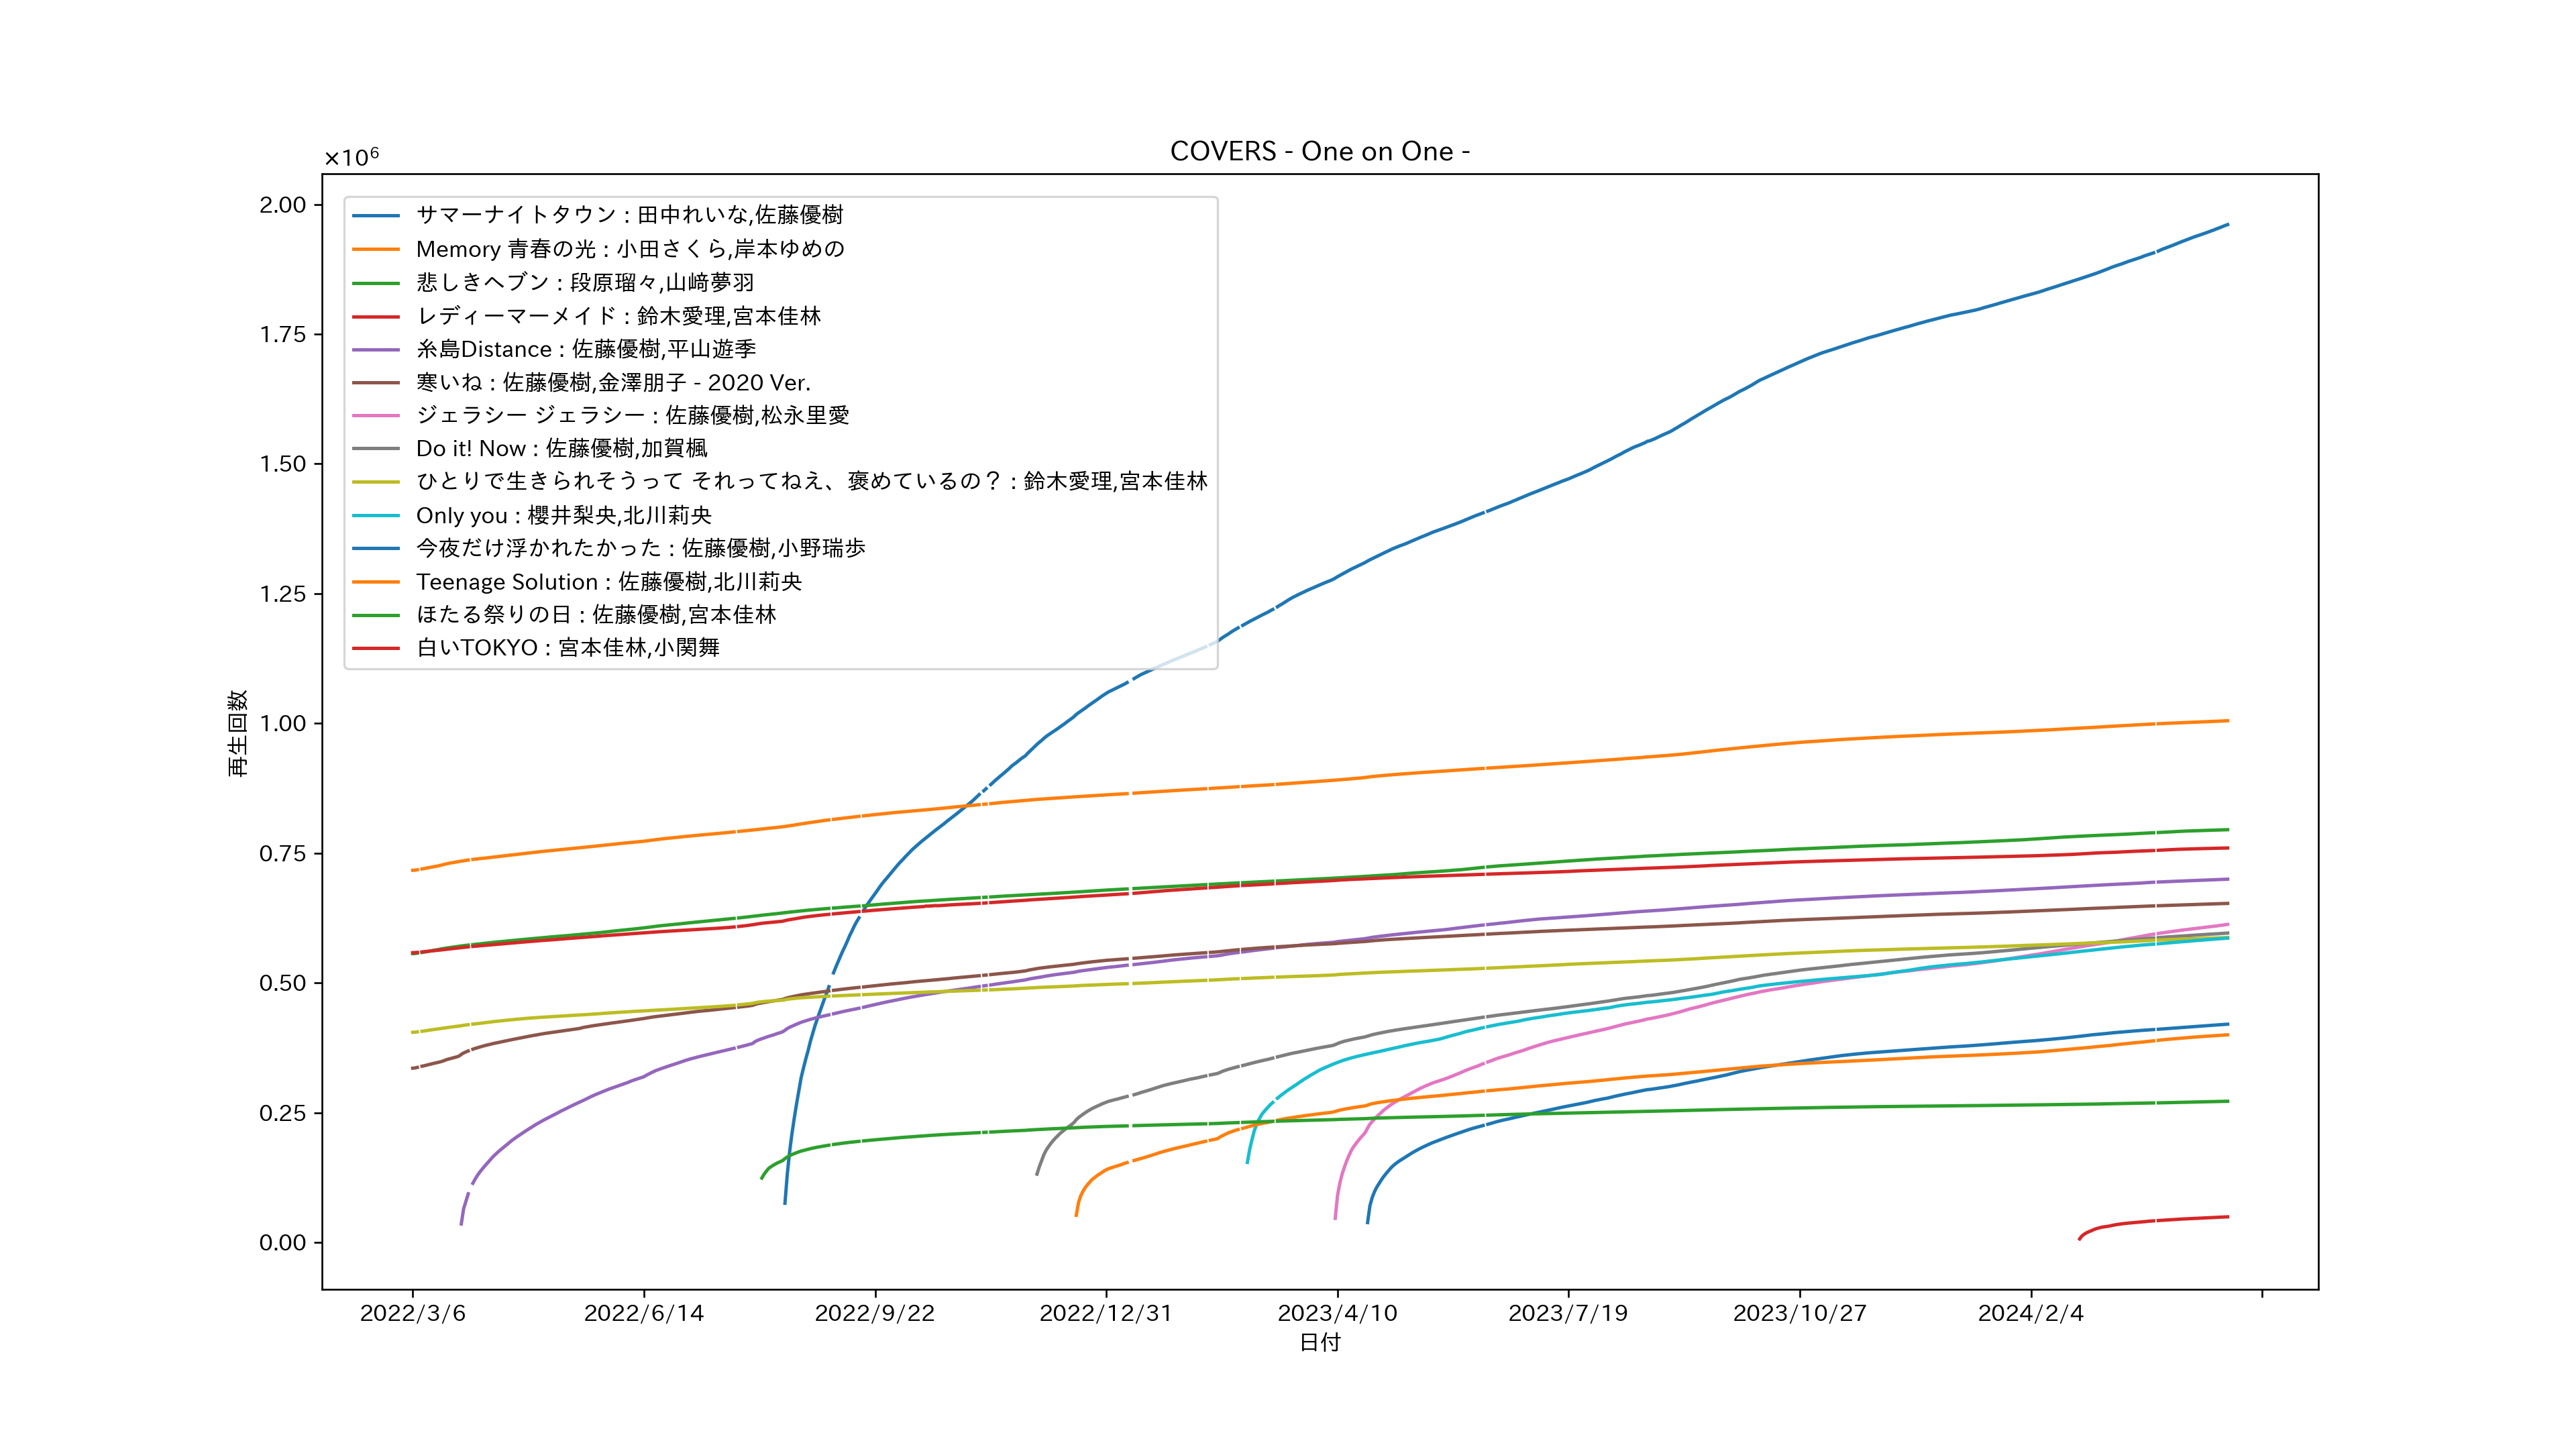 COVERS - One on One -
×10⁶
2.00
1.75
1.50
1.25
1.00
0.75
0.50
0.25
0.00
再生回数
サマーナイトタウン : 田中れいな,佐藤優樹
Memory 青春の光 : 小田さくら,岸本ゆめの
悲しきヘブン : 段原瑠々,山﨑夢羽
レディーマーメイド : 鈴木愛理,宮本佳林
糸島Distance : 佐藤優樹,平山遊季
寒いね : 佐藤優樹,金澤朋子 - 2020 Ver.
ジェラシー ジェラシー : 佐藤優樹,松永里愛
Do it! Now : 佐藤優樹,加賀楓
ひとりで生きられそうって それってねえ、褒めているの？ : 鈴木愛理,宮本佳林
Only you : 櫻井梨央,北川莉央
今夜だけ浮かれたかった : 佐藤優樹,小野瑞歩
Teenage Solution : 佐藤優樹,北川莉央
ほたる祭りの日 : 佐藤優樹,宮本佳林
白いTOKYO : 宮本佳林,小関舞
2022/3/6 2022/6/14 2022/9/22 2022/12/31 2023/4/10 2023/7/19 2023/10/27 2024/2/4
日付